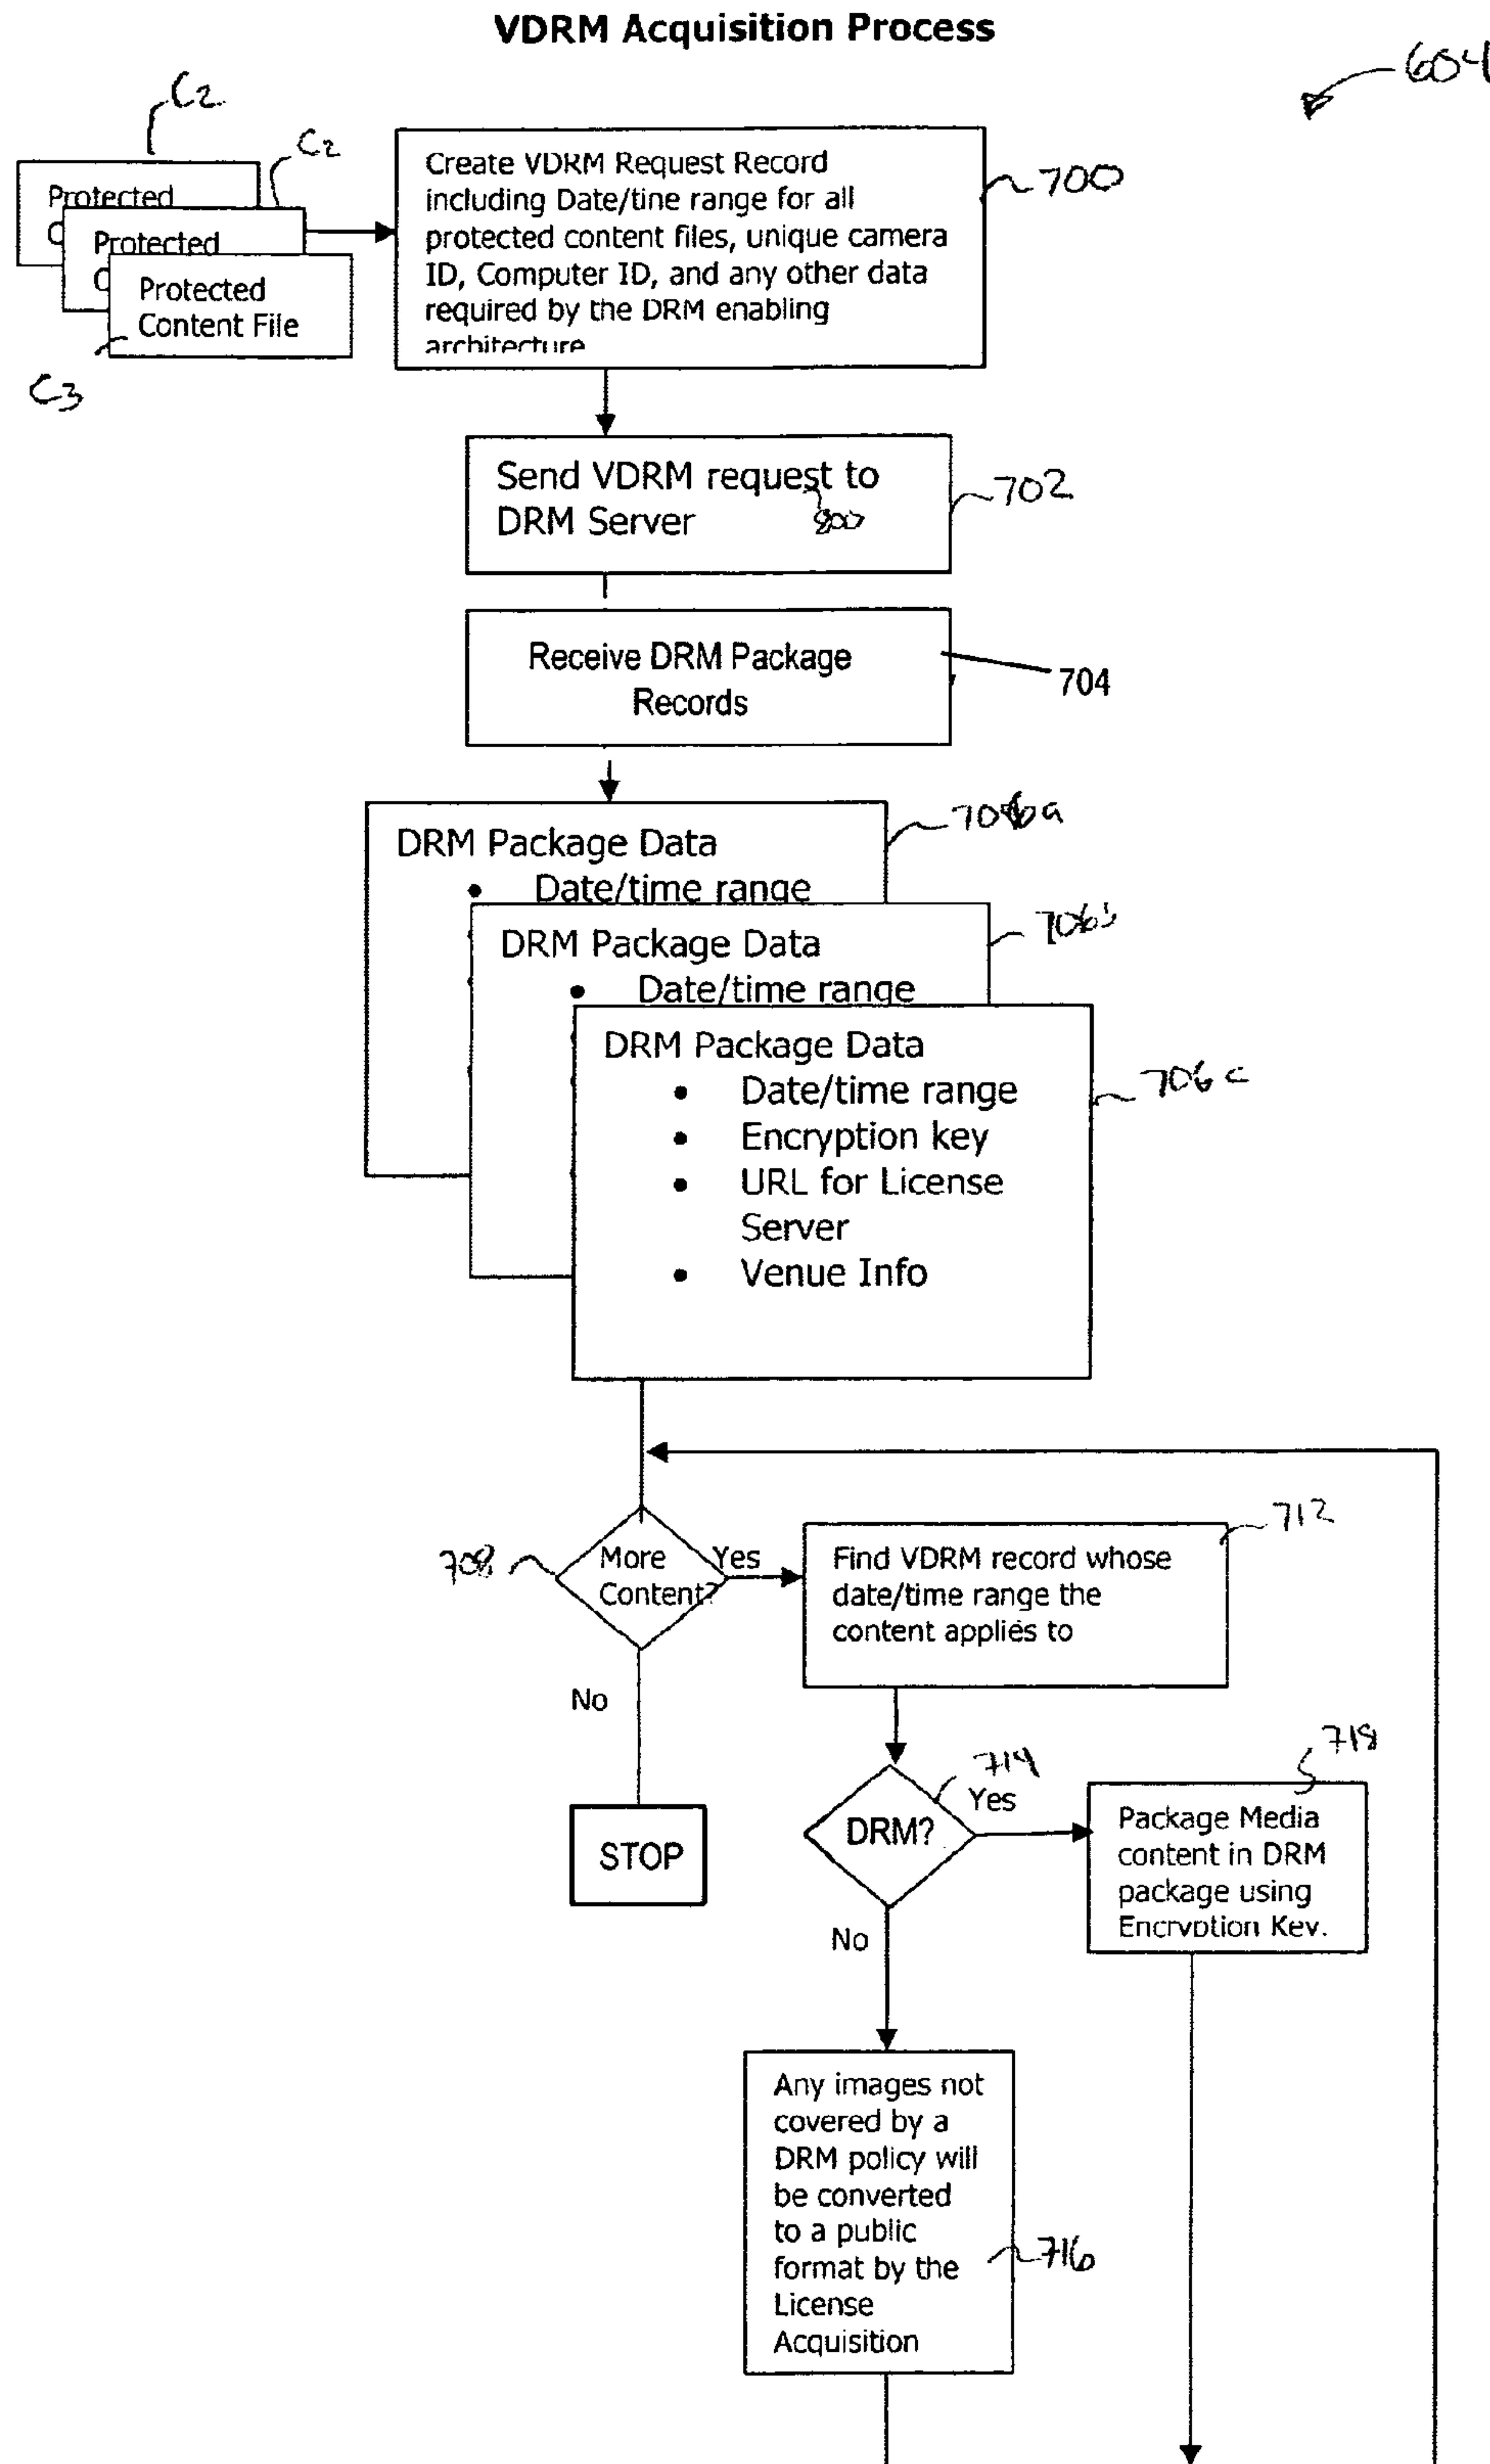 VDRM Acquisition Process
604
C2
C2
Protected
Protected
Protected
Content File
C3
Create VDRM Request Record
including Date/tine range for all
protected content files, unique camera
ID, Computer ID, and any other data
required by the DRM enabling
architecture
700
Send VDRM request to
DRM Server
800
702
Receive DRM Package
Records
704
DRM Package Data
• Date/time range
706a
DRM Package Data
• Date/time range
706b
DRM Package Data
• Date/time range
• Encryption key
• URL for License
Server
• Venue Info
706c
708
More
Content?
Yes
No
STOP
Find VDRM record whose
date/time range the
content applies to
712
DRM?
714
Yes
No
Package Media
content in DRM
package using
Encryption Key.
718
Any images not
covered by a
DRM policy will
be converted
to a public
format by the
License
Acquisition
716